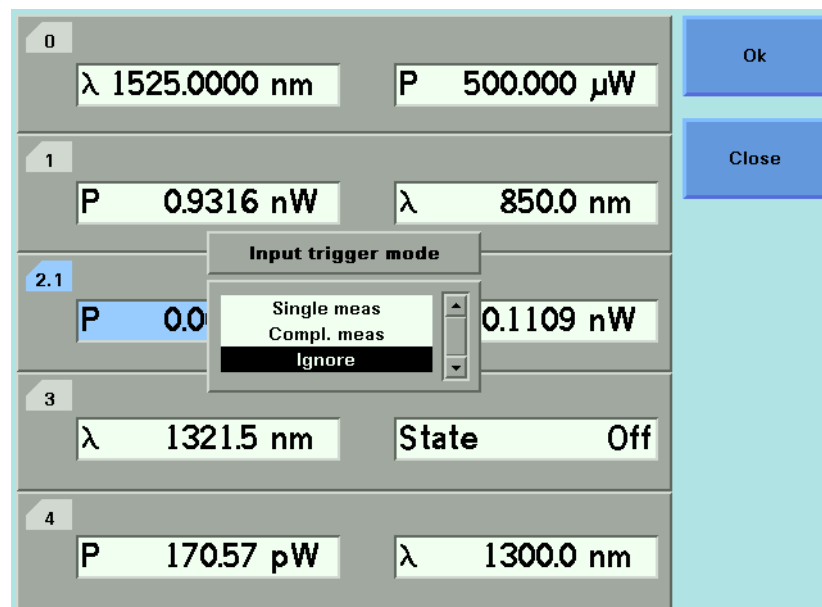 0
λ 1525.0000 nm
P 500.000 μW
Ok
1
P 0.9316 nW
λ 850.0 nm
Close
Input trigger mode
Single meas
Compl. meas
Ignore
2.1
P 0.0
0.1109 nW
3
λ 1321.5 nm
State Off
4
P 170.57 pW
λ 1300.0 nm